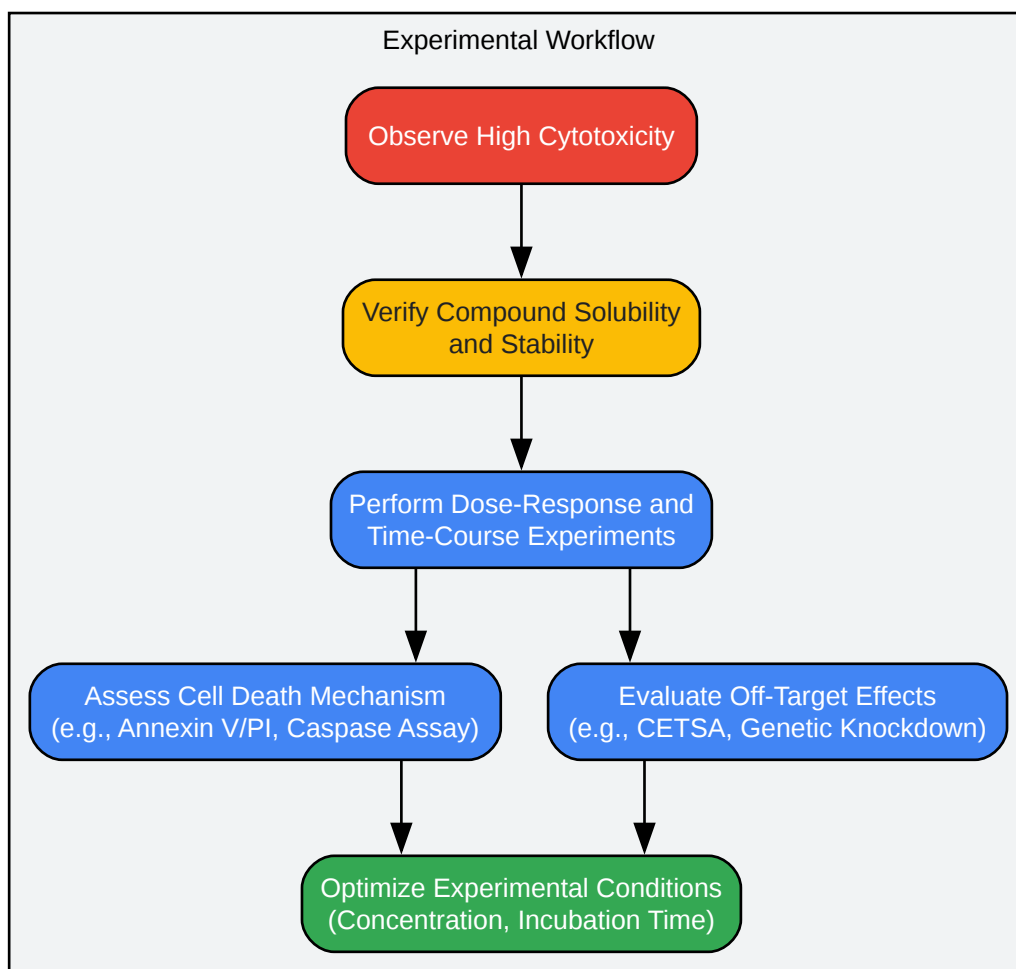 Experimental Workflow
Observe High Cytotoxicity
Verify Compound Solubility
and Stability
Perform Dose-Response and
Time-Course Experiments
Assess Cell Death Mechanism
(e.g., Annexin V/PI, Caspase Assay)
Evaluate Off-Target Effects
(e.g., CETSA, Genetic Knockdown)
Optimize Experimental Conditions
(Concentration, Incubation Time)